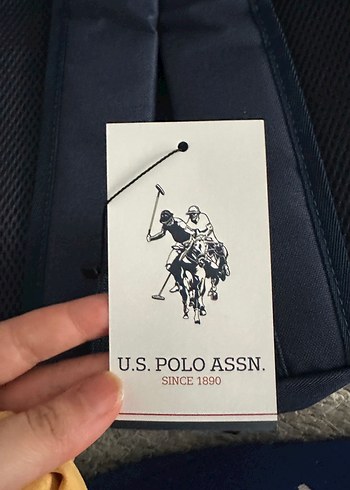 U.S. POLO ASSN.
SINCE 1890